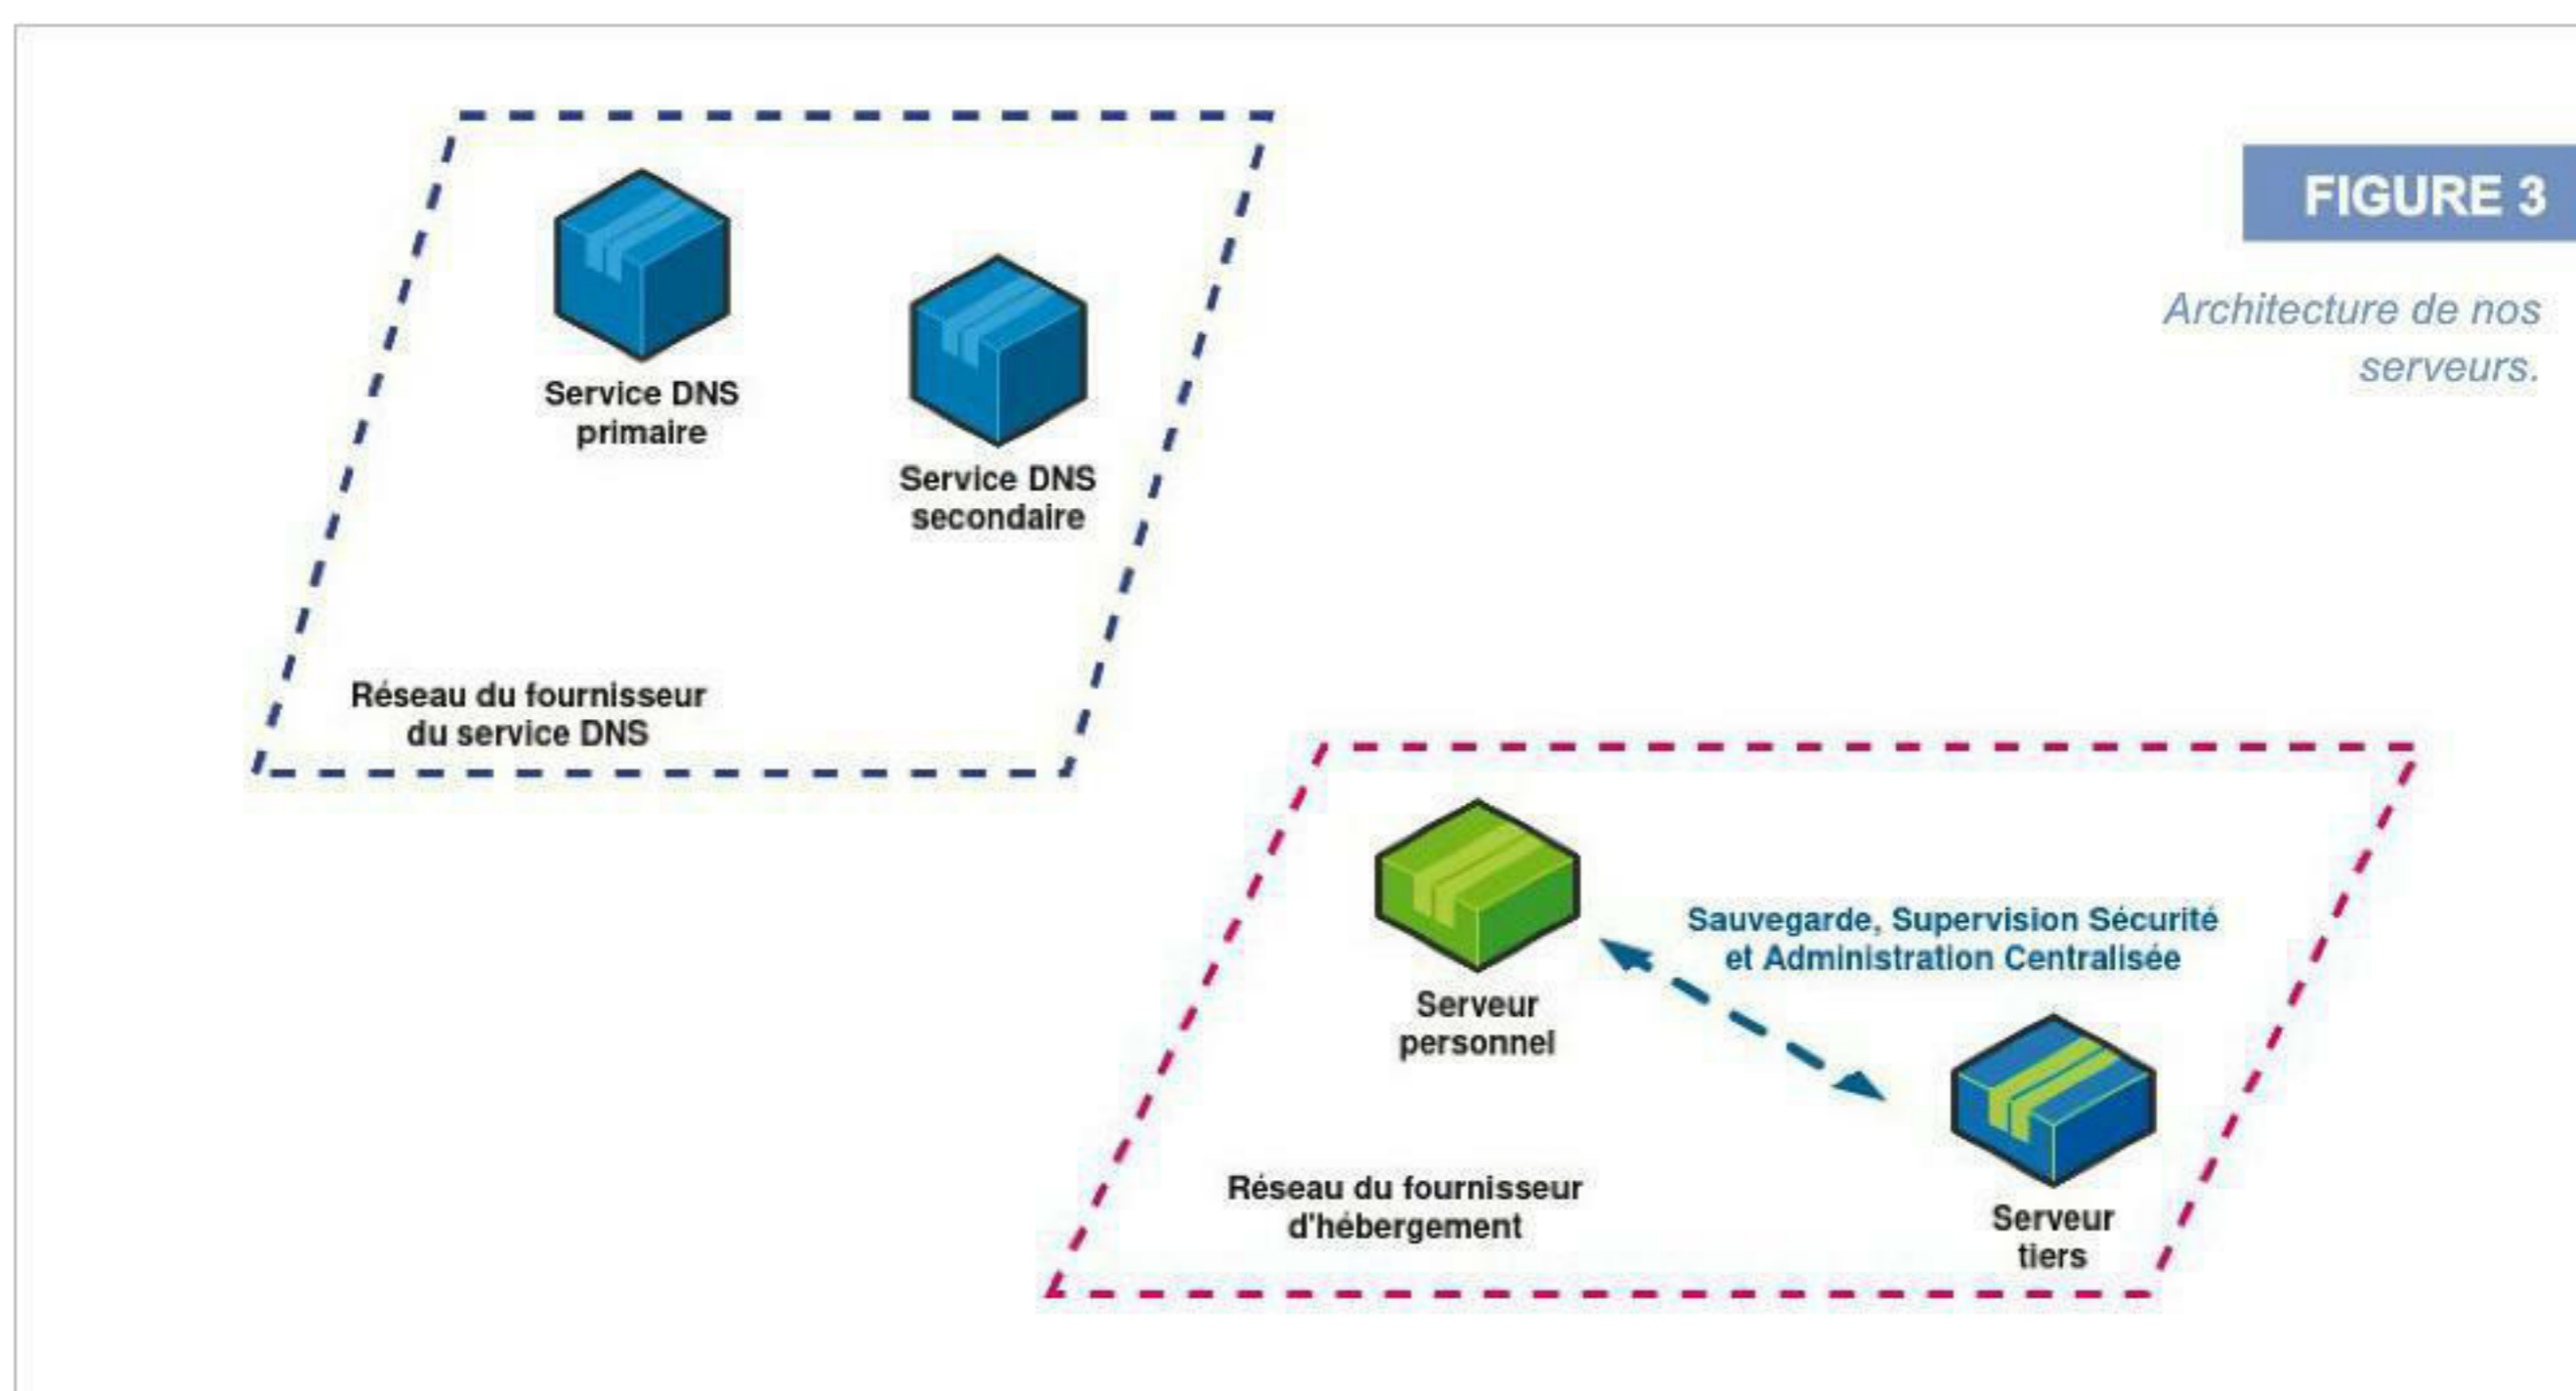 FIGURE 3
Architecture de nos
serveurs.
Service DNS
primaire
Service DNS
secondaire
Réseau du fournisseur
du service DNS
Serveur
personnel
Sauvegarde, Supervision Sécurité
et Administration Centralisée
Serveur
tiers
Réseau du fournisseur
d'hébergement